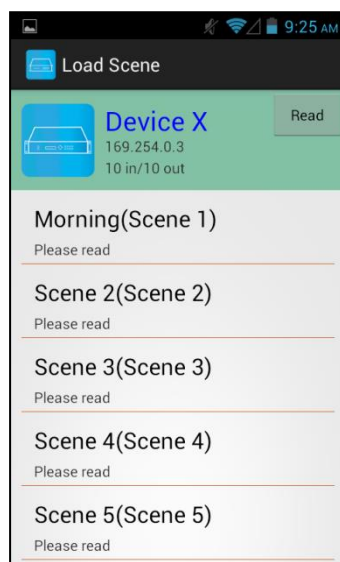 9:25 AM
Load Scene
Device X
Read
169.254.0.3
10 in/10 out
Morning(Scene 1)
Please read
Scene 2(Scene 2)
Please read
Scene 3(Scene 3)
Please read
Scene 4(Scene 4)
Please read
Scene 5(Scene 5)
Please read